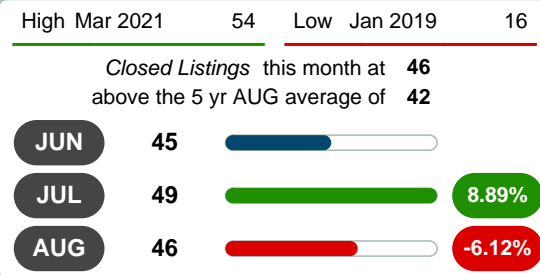 High Mar 2021 54 Low Jan 2019 16
Closed Listings this month at 46
above the 5 yr AUG average of 42
JUN 45
JUL 49 8.89%
AUG 46 -6.12%